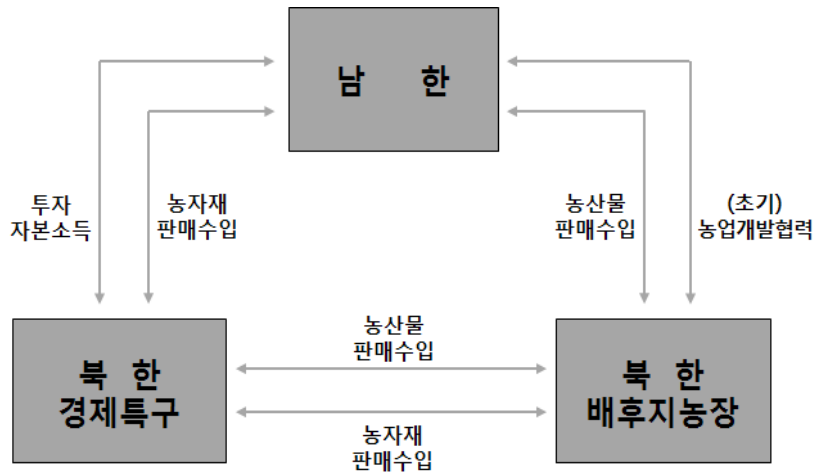 남 한
투자
자본소득
농자재
판매수입
농산물
판매수입
(초기)
농업개발협력
북 한
경제특구
농산물
판매수입
농자재
판매수입
북 한
배후지농장